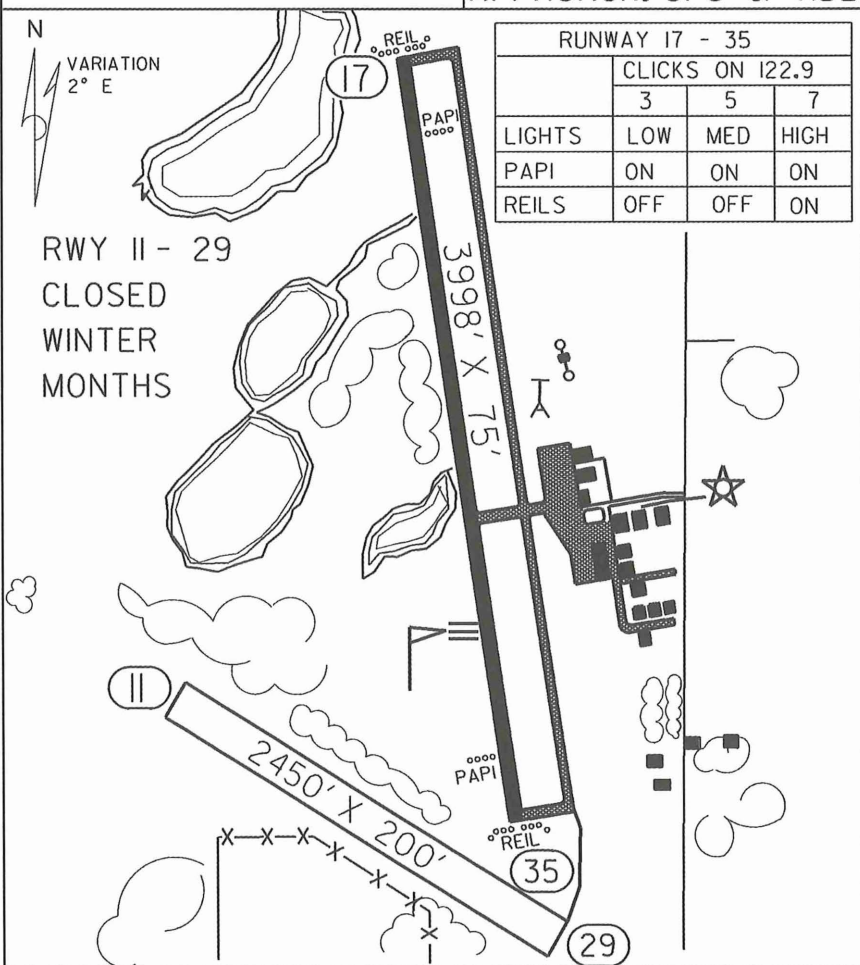 N
VARIATION
2° E
REIL
17
PAPI
RUNWAY 17 - 35
CLICKS ON 122.9
3 5 7
LIGHTS LOW MED HIGH
PAPI ON ON ON
REILS OFF OFF ON
RWY 11 - 29
CLOSED
WINTER
MONTHS
3998' X 75'
11
2450' X 200'
PAPI
REIL
35
29